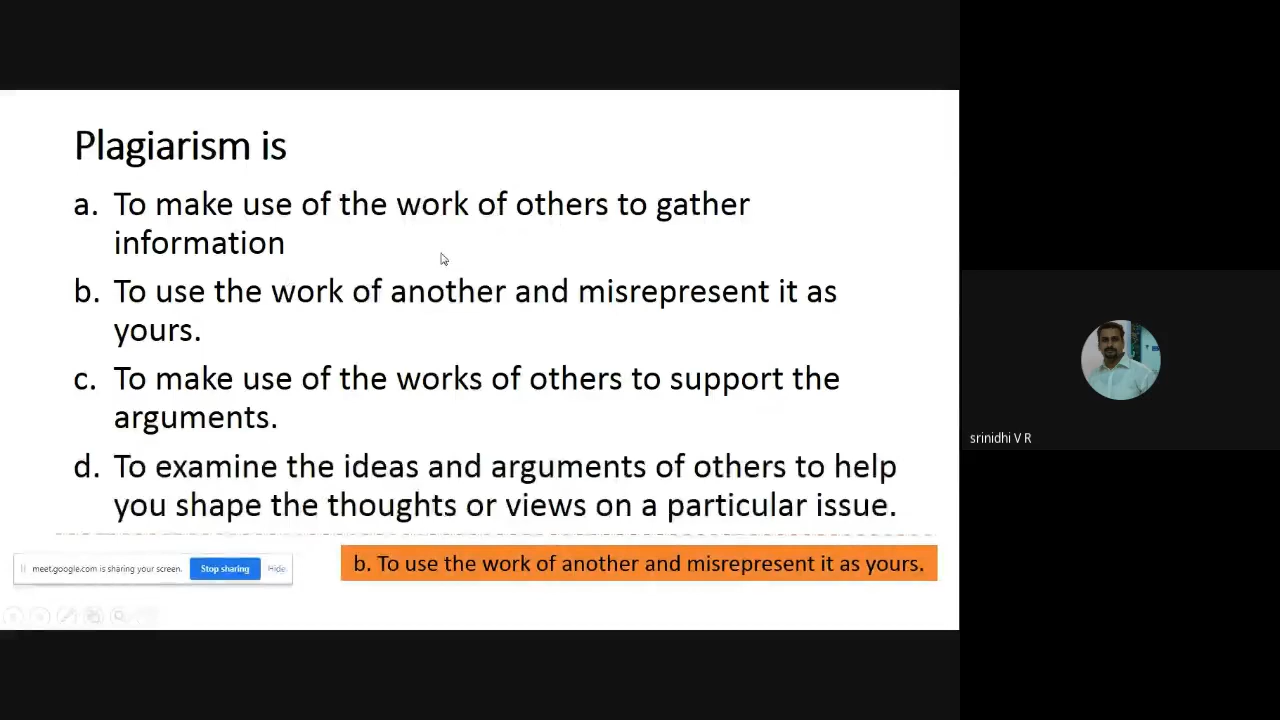 Plagiarism is
a. To make use of the work of others to gather
information
b. To use the work of another and misrepresent it as
yours.
c. To make use of the works of others to support the
arguments.
d. To examine the ideas and arguments of others to help
you shape the thoughts or views on a particular issue.
meet.google.com is sharing your screen. Stop sharing Hide
b. To use the work of another and misrepresent it as yours.
srinidhi V R